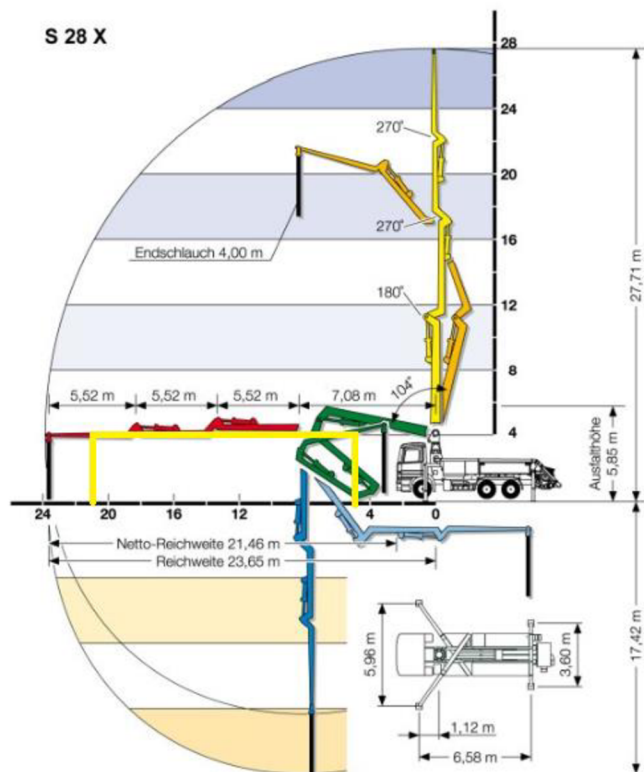 S 28 X
28
24
20
16
12
8
4
270°
270°
180°
104°
Endschlauch 4,00 m
5,52 m
5,52 m
5,52 m
7,08 m
27,71 m
Ausfalthöhe
5,85 m
24
20
16
12
8
4
0
Netto-Reichweite 21,46 m
Reichweite 23,65 m
17,42 m
5,96 m
3,60 m
1,12 m
6,58 m